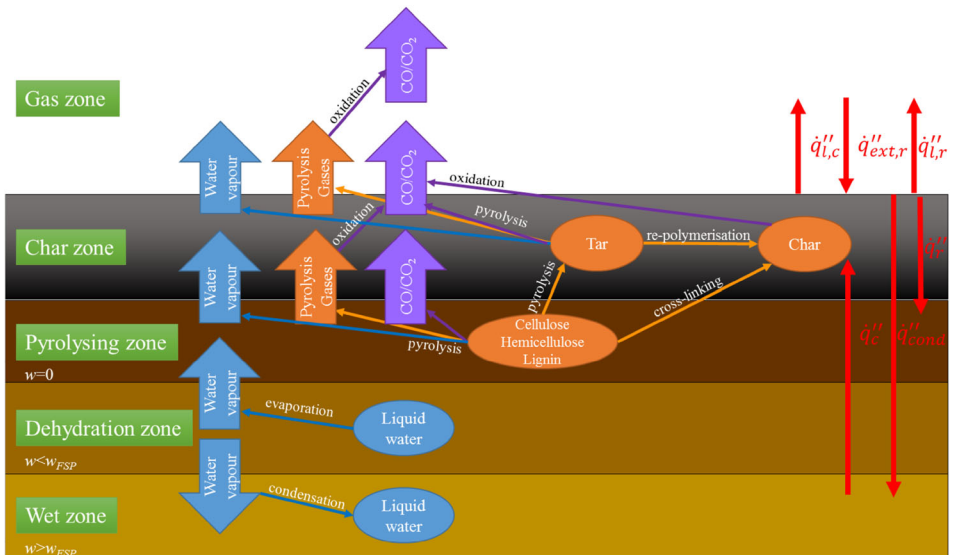 CO/CO₂
Gas zone
oxidation
Water
vapour
Pyrolysis
Gases
CO/CO₂
oxidation
q̇″l,c
q̇″ext,r
q̇″l,r
Char zone
pyrolysis
oxidation
Tar
re-polymerisation
Char
q̇″r
Water
vapour
Pyrolysis
Gases
CO/CO₂
pyrolysis
cross-linking
Pyrolysing zone
w=0
pyrolysis
Cellulose
Hemicellulose
Lignin
q̇″c
q̇″cond
Water
vapour
Dehydration zone
w<wFSP
evaporation
Liquid
water
Water
vapour
Wet zone
w>wFSP
condensation
Liquid
water